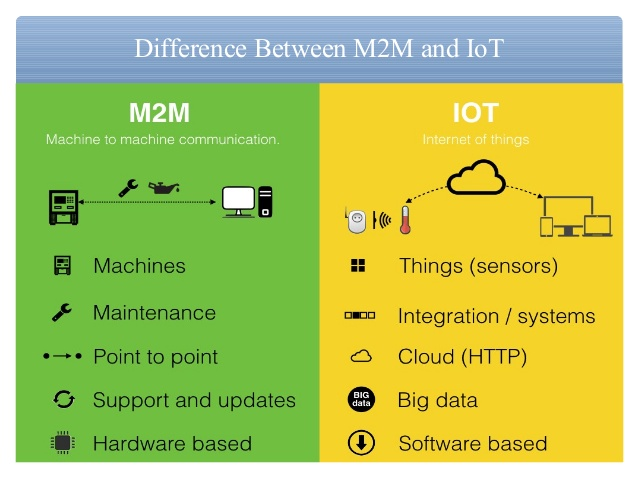 Difference Between M2M and IoT
M2M
Machine to machine communication.
Machines
Maintenance
Point to point
Support and updates
Hardware based
IOT
Internet of things
Things (sensors)
Integration / systems
Cloud (HTTP)
BIG
data
Big data
Software based